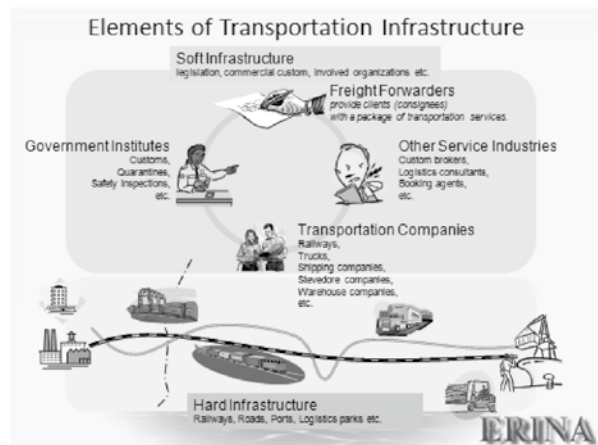 Elements of Transportation Infrastructure
Soft Infrastructure
legislation, commercial custom, involved organizations etc.
Freight Forwarders
provide clients (consignees)
with a package of transportation services.
Government Institutes
Customs,
Quarantines,
Safety Inspections,
etc.
Other Service Industries
Custom brokers,
Logistics consultants,
Booking agents,
etc.
Transportation Companies
Railways,
Trucks,
Shipping companies,
Stevedore companies,
Warehouse companies,
etc.
Hard Infrastructure
Railways, Roads, Ports, Logistics parks etc.
ERINA